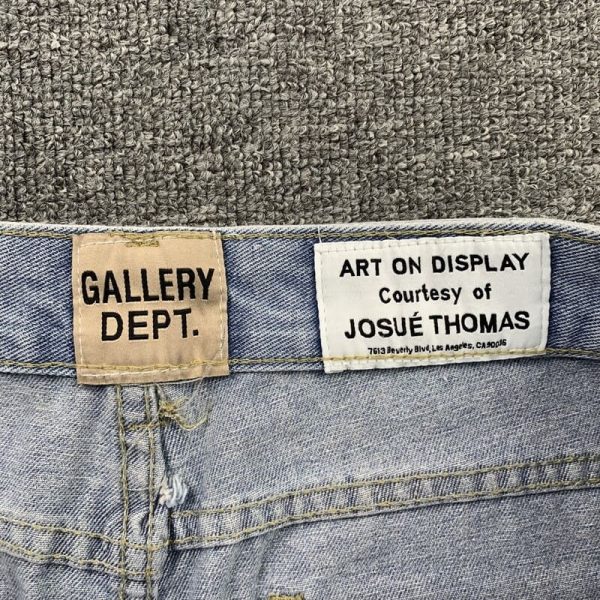 GALLERY
DEPT.
ART ON DISPLAY
Courtesy of
JOSUÉ THOMAS
7613 Beverly Blvd, Los Angeles, CA90036